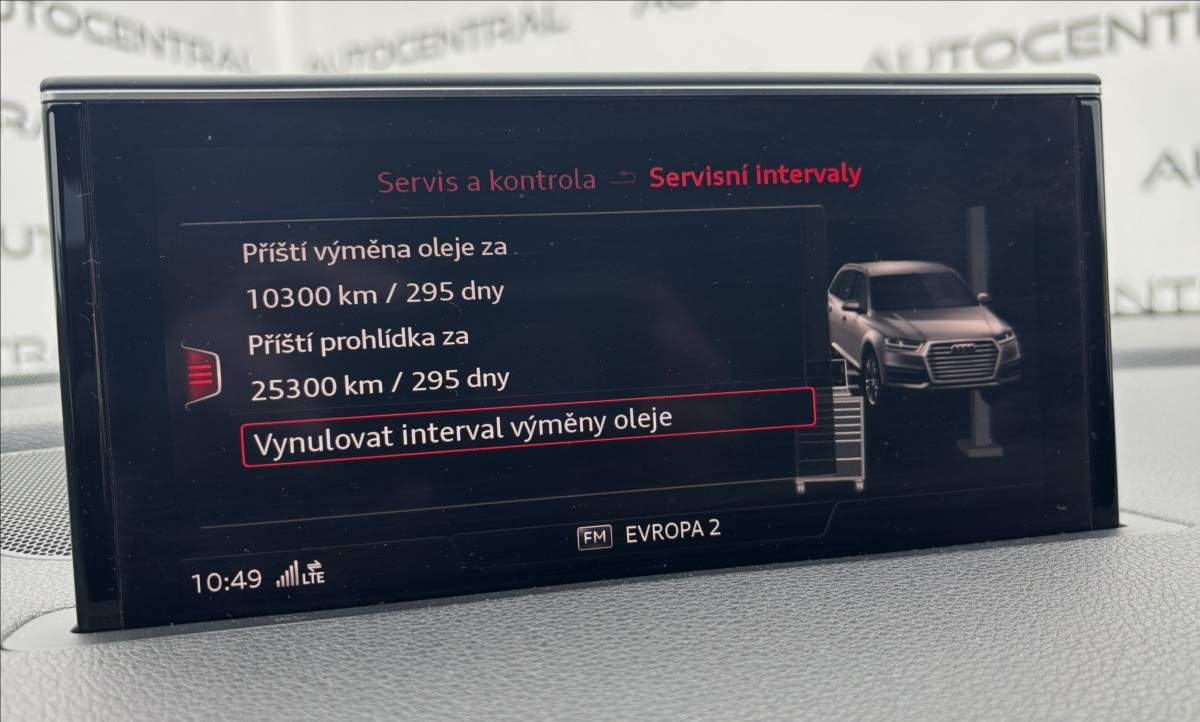 AUTOCENTRAL
AUTOCENTRAL
AUTOCENT
Servis a kontrola Servisní intervaly
Příští výměna oleje za
10300 km / 295 dny
Příští prohlídka za
25300 km / 295 dny
Vynulovat interval výměny oleje
FM EVROPA 2
10:49 LTE